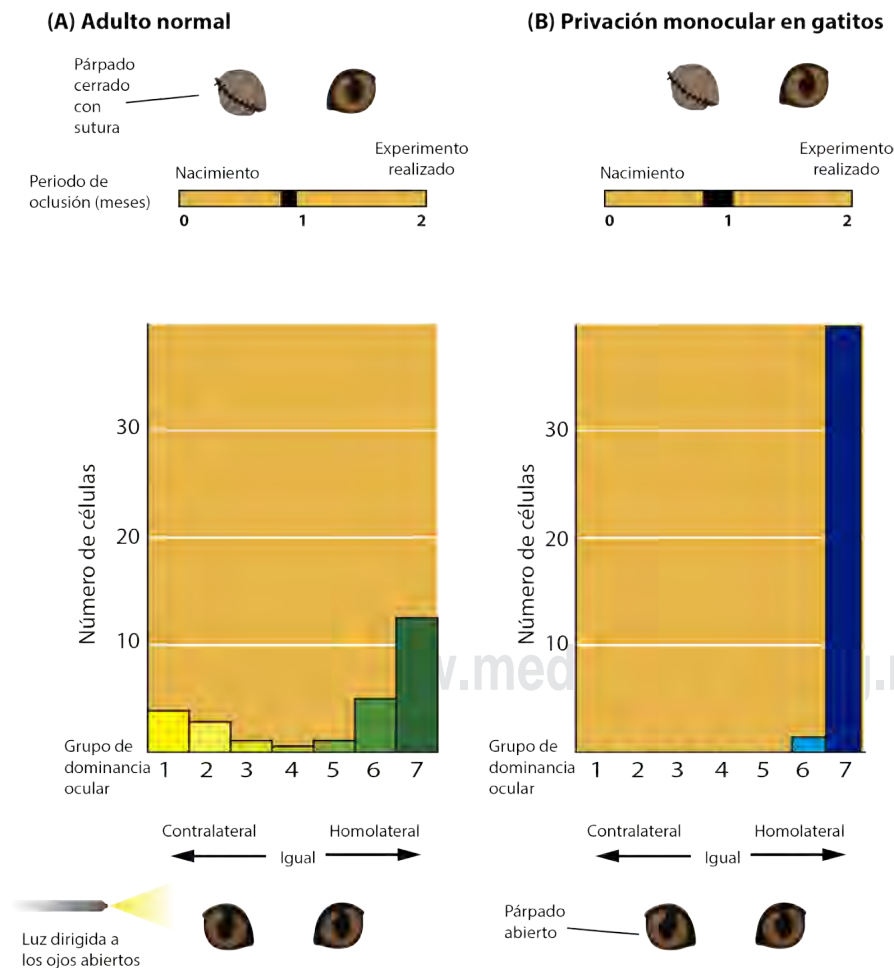 (A) Adulto normal
Párpado
cerrado
con
sutura
Periodo de
oclusión (meses)
Nacimiento
Experimento
realizado
0 1 2
Número de células
30
20
10
Grupo de
dominancia
ocular
1 2 3 4 5 6 7
Contralateral
Igual
Homolateral
Luz dirigida a
los ojos abiertos
(B) Privación monocular en gatitos
Nacimiento
Experimento
realizado
0 1 2
Número de células
30
20
10
Grupo de
dominancia
ocular
1 2 3 4 5 6 7
Contralateral
Igual
Homolateral
Párpado
abierto